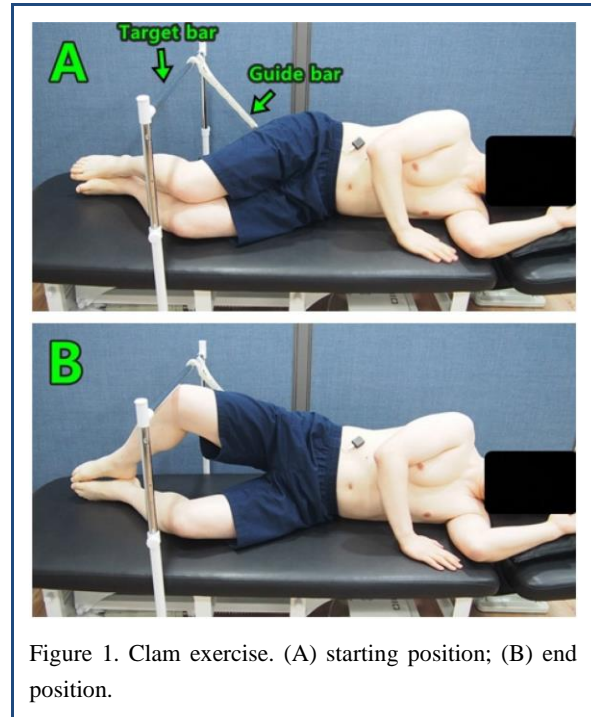 Target bar
A
Guide bar
B
Figure 1. Clam exercise. (A) starting position; (B) end
position.